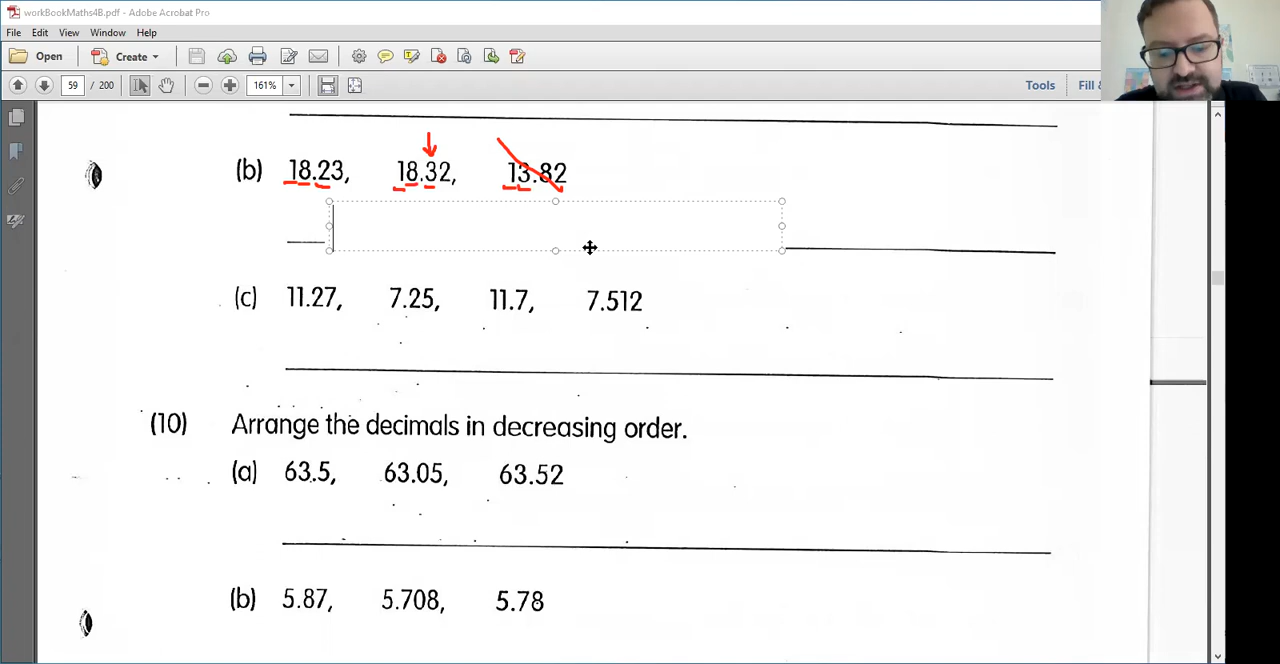 workBookMaths4B.pdf - Adobe Acrobat Pro
File Edit View Window Help
Open Create
59 / 200 161% Tools Fill &
(b) 18.23, 18.32, 13.82
(c) 11.27, 7.25, 11.7, 7.512
(10) Arrange the decimals in decreasing order.
(a) 63.5, 63.05, 63.52
(b) 5.87, 5.708, 5.78